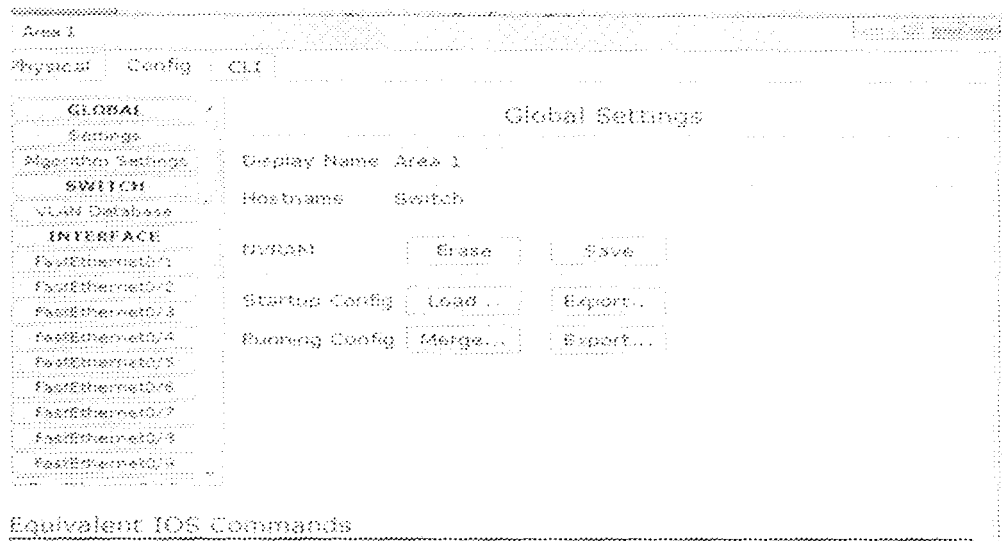 Area 1
Physical Config CLI
GLOBAL
Settings
Algorithm Settings
SWITCH
VLAN Database
INTERFACE
FastEthernet0/1
FastEthernet0/2
FastEthernet0/3
FastEthernet0/4
FastEthernet0/5
FastEthernet0/6
FastEthernet0/7
FastEthernet0/8
FastEthernet0/9
Global Settings
Display Name Area 1
Hostname Switch
NVRAM Erase Save
Startup Config Load... Export...
Running Config Merge... Export...
Equivalent IOS Commands